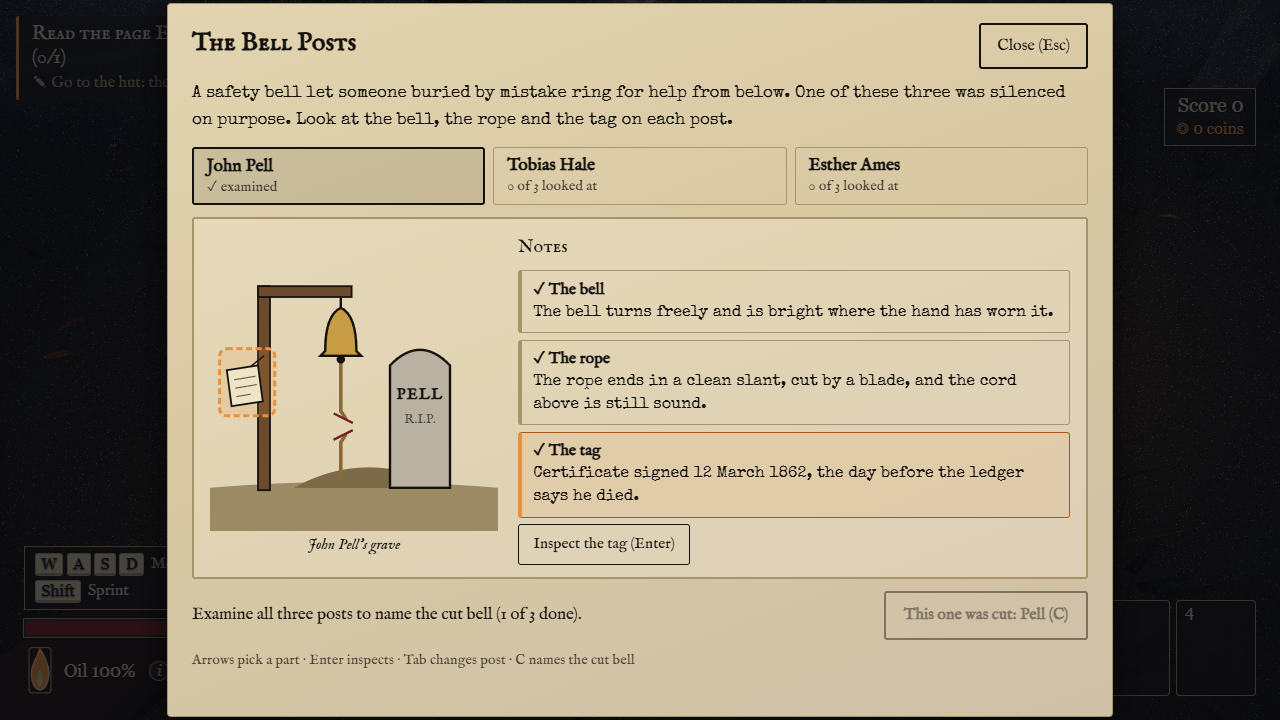 READ THE PAGE E
(0/1)
✎ Go to the hut: the
Score 0
0 coins
The Bell Posts
Close (Esc)
A safety bell let someone buried by mistake ring for help from below. One of these three was silenced
on purpose. Look at the bell, the rope and the tag on each post.
John Pell
✓ examined
Tobias Hale
0 of 3 looked at
Esther Ames
0 of 3 looked at
Notes
✓ The bell
The bell turns freely and is bright where the hand has worn it.
✓ The rope
The rope ends in a clean slant, cut by a blade, and the cord
above is still sound.
✓ The tag
Certificate signed 12 March 1862, the day before the ledger
says he died.
Inspect the tag (Enter)
PELL
R.I.P.
John Pell's grave
Examine all three posts to name the cut bell (1 of 3 done).
This one was cut: Pell (C)
Arrows pick a part · Enter inspects · Tab changes post · C names the cut bell
W A S D M
Shift Sprint
Oil 100% i
4